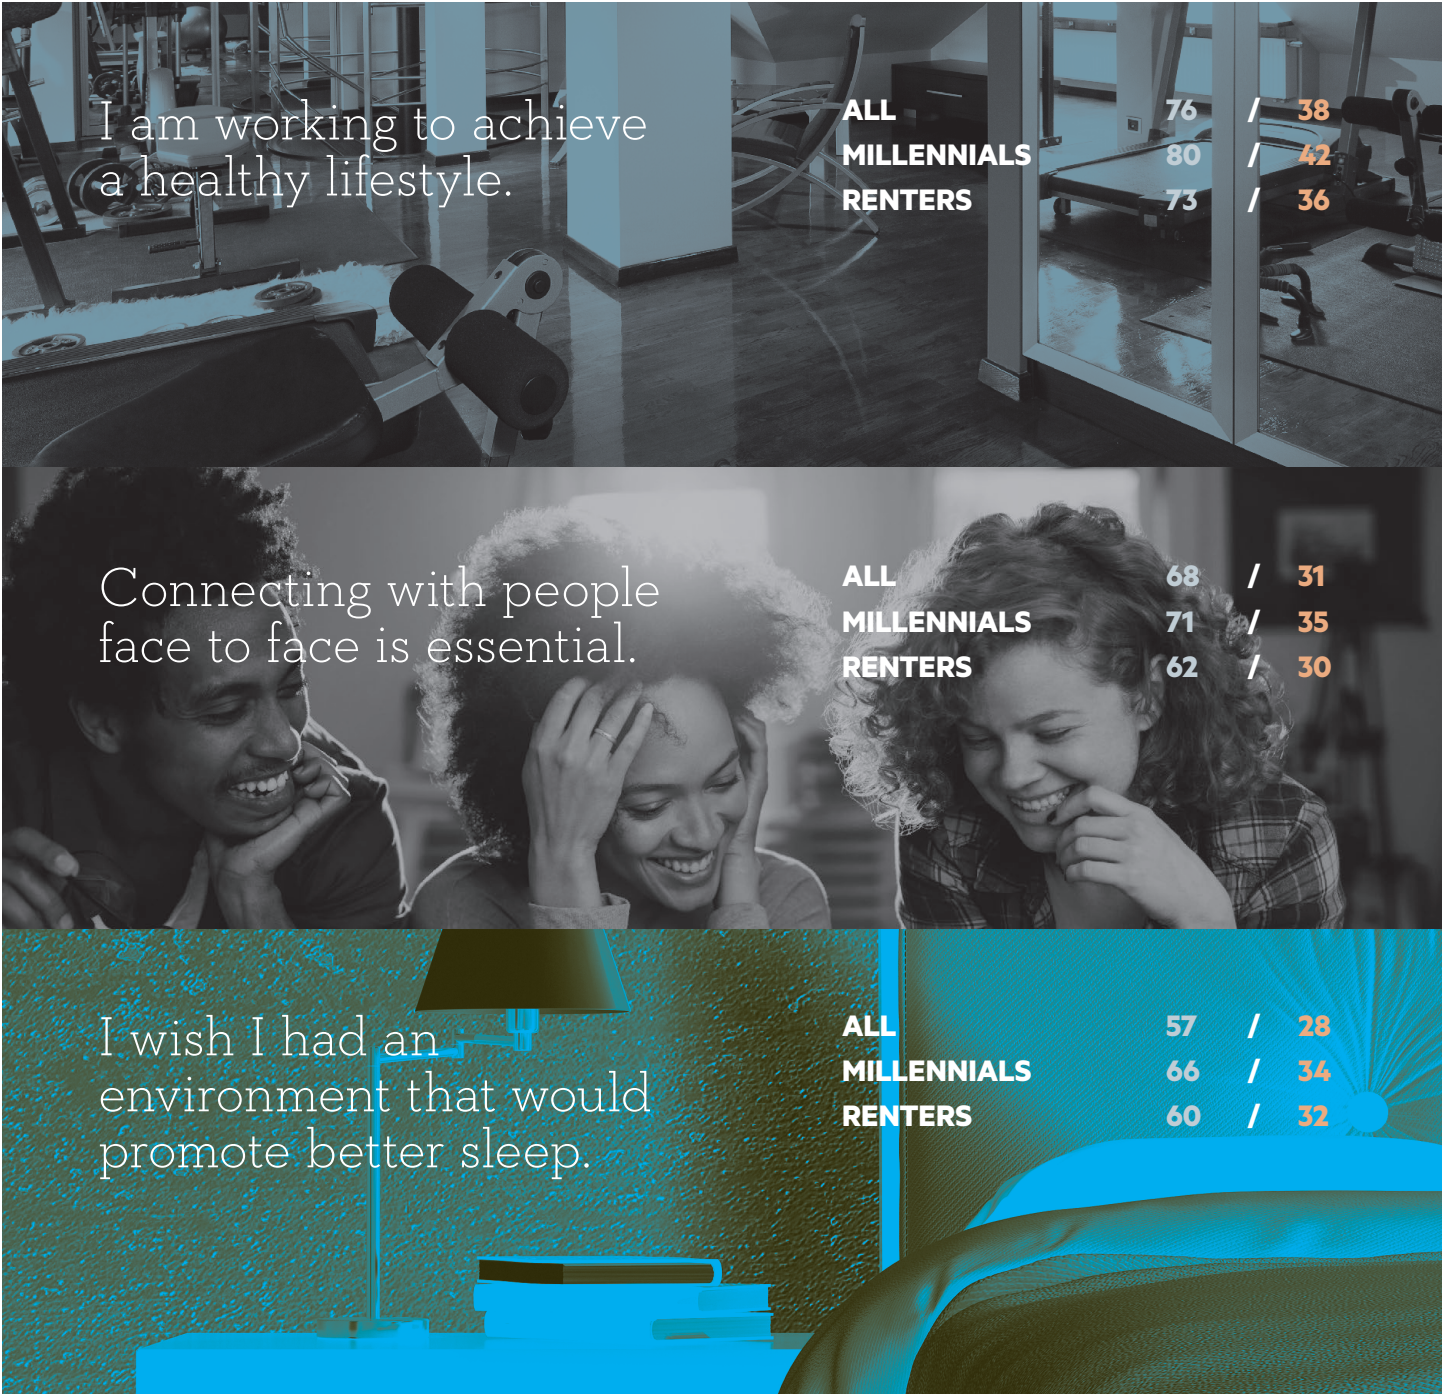 I am working to achieve
a healthy lifestyle.
ALL 76 / 38
MILLENNIALS 80 / 42
RENTERS 73 / 36
Connecting with people
face to face is essential.
ALL 68 / 31
MILLENNIALS 71 / 35
RENTERS 62 / 30
I wish I had an
environment that would
promote better sleep.
ALL 57 / 28
MILLENNIALS 66 / 34
RENTERS 60 / 32